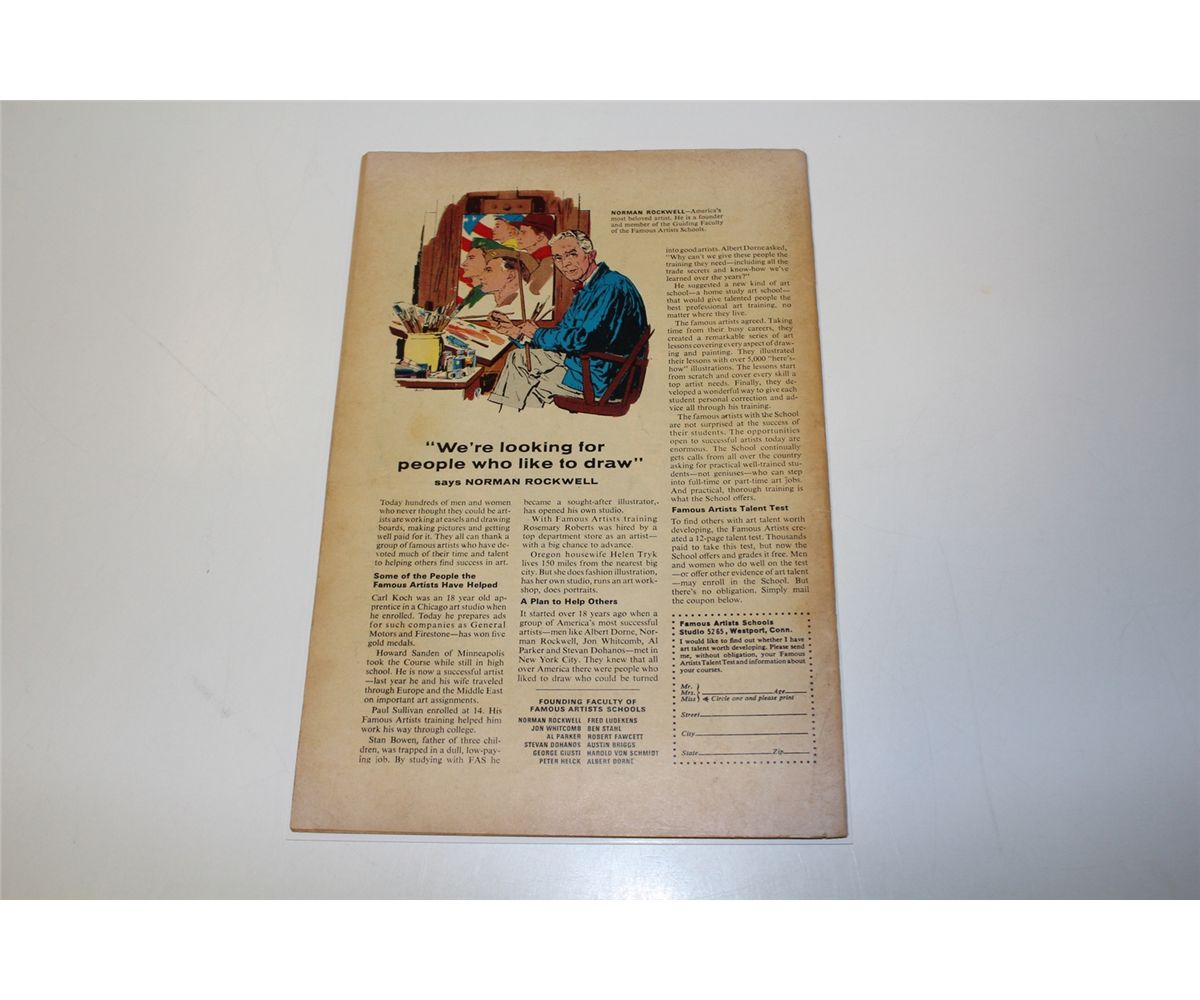 "We're looking for
people who like to draw"
says NORMAN ROCKWELL
Today hundreds of men and women
who never thought they could be art-
ists are working at easels and drawing
boards, making pictures and getting
well paid for it. They all can thank a
group of famous artists who have de-
voted much of their time and talent
to helping others find success in art.
Some of the People the
Famous Artists Have Helped
Carl Koch was an 18 year old ap-
prentice in a Chicago art studio when
he enrolled. Today he prepares ads
for such companies as General
Motors and Firestone—has won five
gold medals.
Howard Sanden of Minneapolis
took the Course while still in high
school. He is now a successful artist
—last year he and his wife traveled
through Europe and the Middle East
on important art assignments.
Paul Sullivan enrolled at 14. His
Famous Artists training helped him
work his way through college.
Stan Bowen, father of three chil-
dren, was trapped in a dull, low-pay-
ing job. By studying with FAS he
became a sought-after illustrator,
has opened his own studio.
With Famous Artists training
Rosemary Roberts was hired by a
top department store as an artist—
with a big chance to advance.
Oregon housewife Helen Tryk
lives 150 miles from the nearest big
city. But she does fashion illustration,
has her own studio, runs an art work-
shop, does portraits.
A Plan to Help Others
It started over 18 years ago when a
group of America's most successful
artists—men like Albert Dorne, Nor-
man Rockwell, Jon Whitcomb, Al
Parker and Stevan Dohanos—met in
New York City. They knew that all
over America there were people who
liked to draw who could be turned
FOUNDING FACULTY OF
FAMOUS ARTISTS SCHOOLS
NORMAN ROCKWELL FRED LUDEKENS
JON WHITCOMB BEN STAHL
AL PARKER ROBERT FAWCETT
STEVAN DOHANOS AUSTIN BRIGGS
GEORGE GIUSTI HAROLD VON SCHMIDT
PETER HELCK ALBERT DORNE
NORMAN ROCKWELL—America's
most beloved artist. He is a founder
and member of the Guiding Faculty
of the Famous Artists Schools.
into good artists. Albert Dorne asked,
"Why can't we give these people the
training they need—including all the
trade secrets and know-how we've
learned over the years?"
He suggested a new kind of art
school—a home study art school—
that would give talented people the
best professional art training, no
matter where they live.
The famous artists agreed. Taking
time from their busy careers, they
created a remarkable series of art
lessons covering every aspect of draw-
ing and painting. They illustrated
their lessons with over 5,000 "here's-
how" illustrations. The lessons start
from scratch and cover every skill a
top artist needs. Finally, they de-
veloped a wonderful way to give each
student personal correction and ad-
vice all through his training.
The famous artists with the School
are not surprised at the success of
their students. The opportunities
open to successful artists today are
enormous. The School continually
gets calls from all over the country
asking for practical well-trained stu-
dents—not geniuses—who can step
into full-time or part-time art jobs.
And practical, thorough training is
what the School offers.
Famous Artists Talent Test
To find others with art talent worth
developing, the Famous Artists cre-
ated a 12-page talent test. Thousands
paid to take this test, but now the
School offers and grades it free. Men
and women who do well on the test
—or offer other evidence of art talent
—may enroll in the School. But
there's no obligation. Simply mail
the coupon below.
Famous Artists Schools
Studio 5265, Westport, Conn.
I would like to find out whether I have
art talent worth developing. Please send
me, without obligation, your Famous
Artists Talent Test and information about
your courses.
Mr.
Mrs. Age
Miss Circle one and please print
Street
City
State Zip